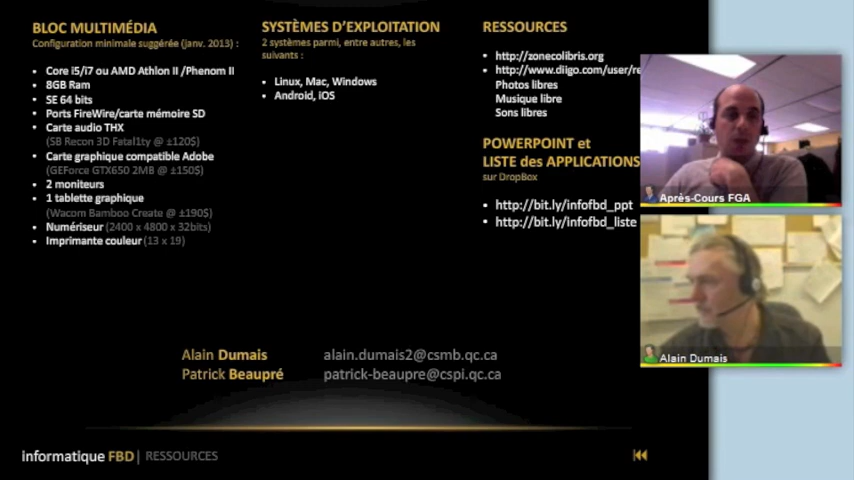 BLOC MULTIMÉDIA
Configuration minimale suggérée (janv. 2013) :
• Core i5/i7 ou AMD Athlon II /Phenom II
• 8GB Ram
• SE 64 bits
• Ports FireWire/carte mémoire SD
• Carte audio THX
(SB Recon 3D Fatal1ty @ ±120$)
• Carte graphique compatible Adobe
(GEForce GTX650 2MB @ ±150$)
• 2 moniteurs
• 1 tablette graphique
(Wacom Bamboo Create @ ±190$)
• Numériseur (2400 x 4800 x 32bits)
• Imprimante couleur (13 x 19)
SYSTÈMES D'EXPLOITATION
2 systèmes parmi, entre autres, les
suivants :
• Linux, Mac, Windows
• Android, iOS
RESSOURCES
• http://zonecolibris.org
• http://www.diigo.com/user/re
Photos libres
Musique libre
Sons libres
POWERPOINT et
LISTE des APPLICATIONS
sur DropBox
• http://bit.ly/infofbd_ppt
• http://bit.ly/infofbd_liste
Après-Cours FGA
Alain Dumais
Alain Dumais alain.dumais2@csmb.qc.ca
Patrick Beaupré patrick-beaupre@cspi.qc.ca
informatique FBD | RESSOURCES